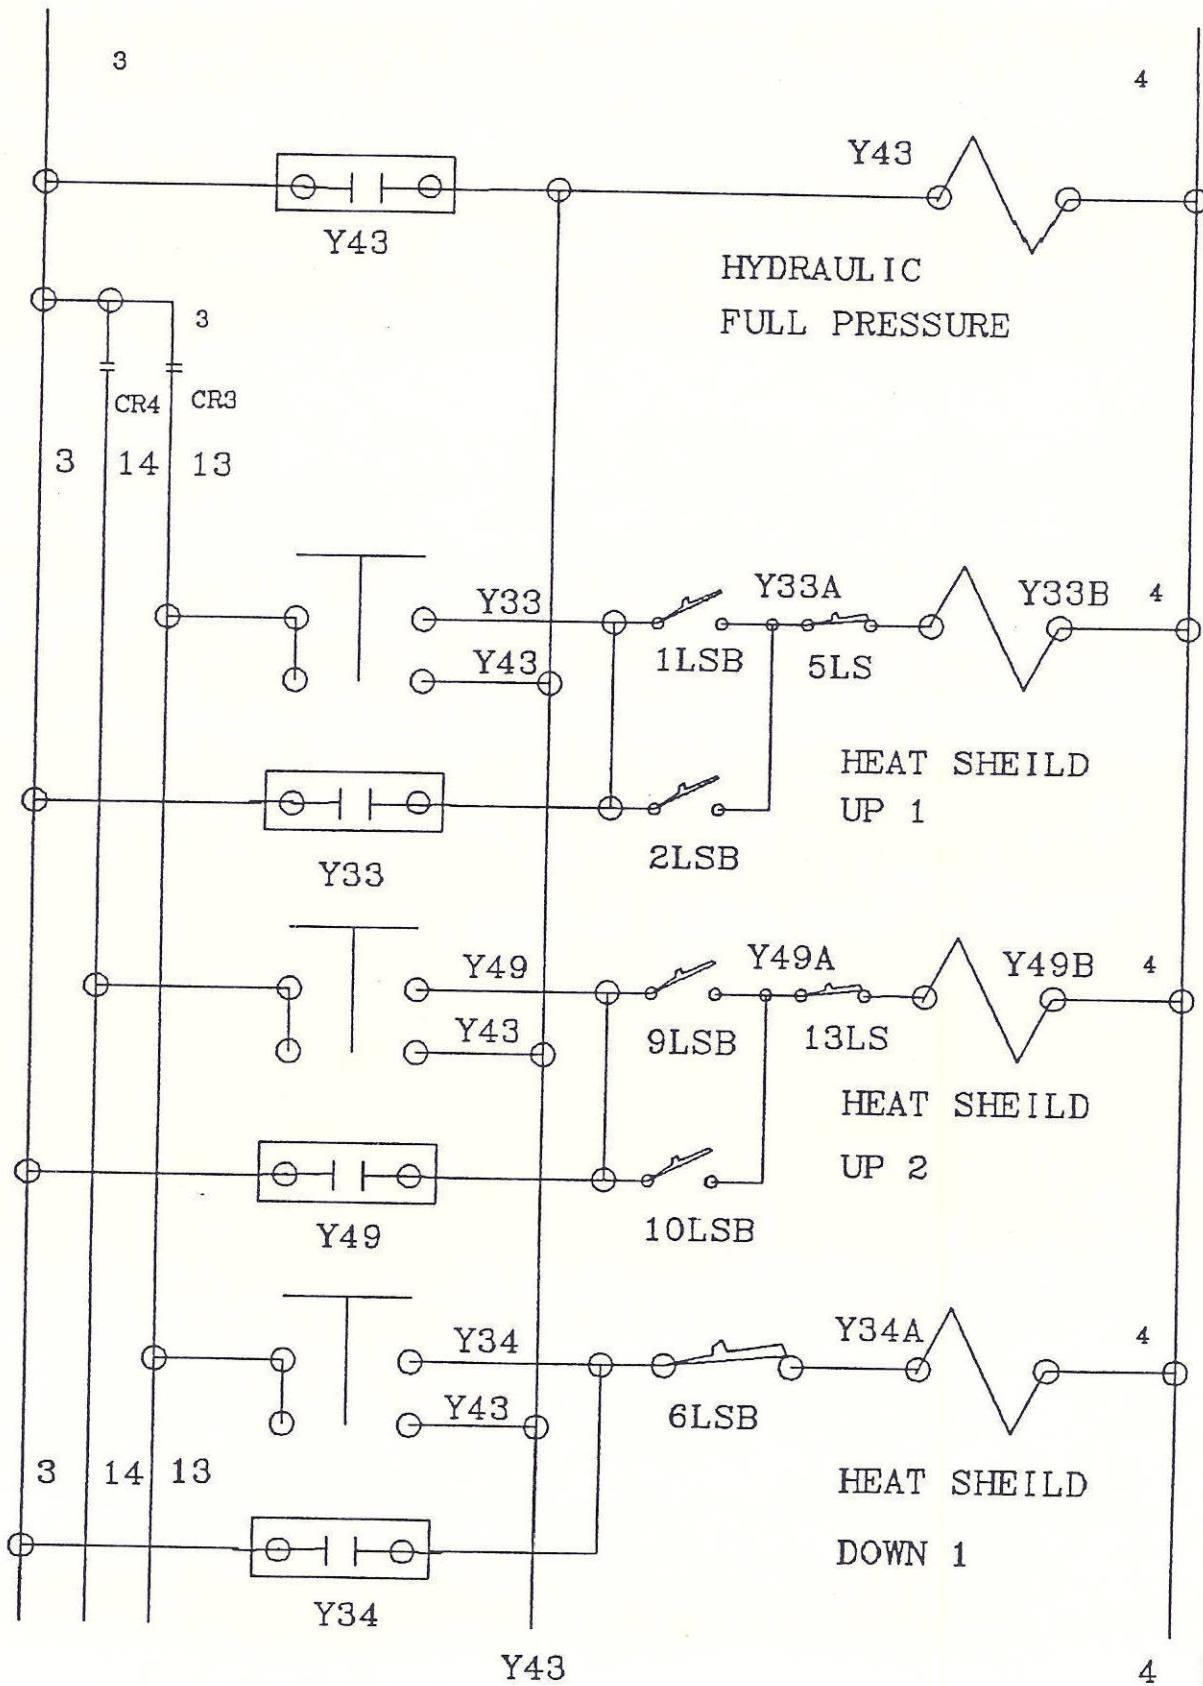 3
4
Y43
Y43
HYDRAULIC
FULL PRESSURE
3
CR4
CR3
3
14
13
Y33
Y33A
Y33B
4
Y43
1LSB
5LS
HEAT SHEILD
UP 1
2LSB
Y33
Y49
Y49A
Y49B
4
Y43
9LSB
13LS
HEAT SHEILD
UP 2
10LSB
Y49
Y34
Y34A
4
Y43
6LSB
3
14
13
HEAT SHEILD
DOWN 1
Y34
Y43
4